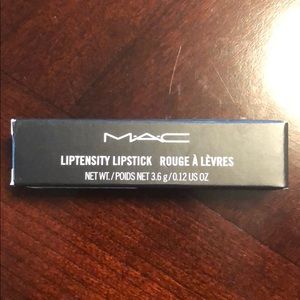 MAC
LIPTENSITY LIPSTICK ROUGE À LÈVRES
NET WT./POIDS NET 3.6 g/0.12 US OZ